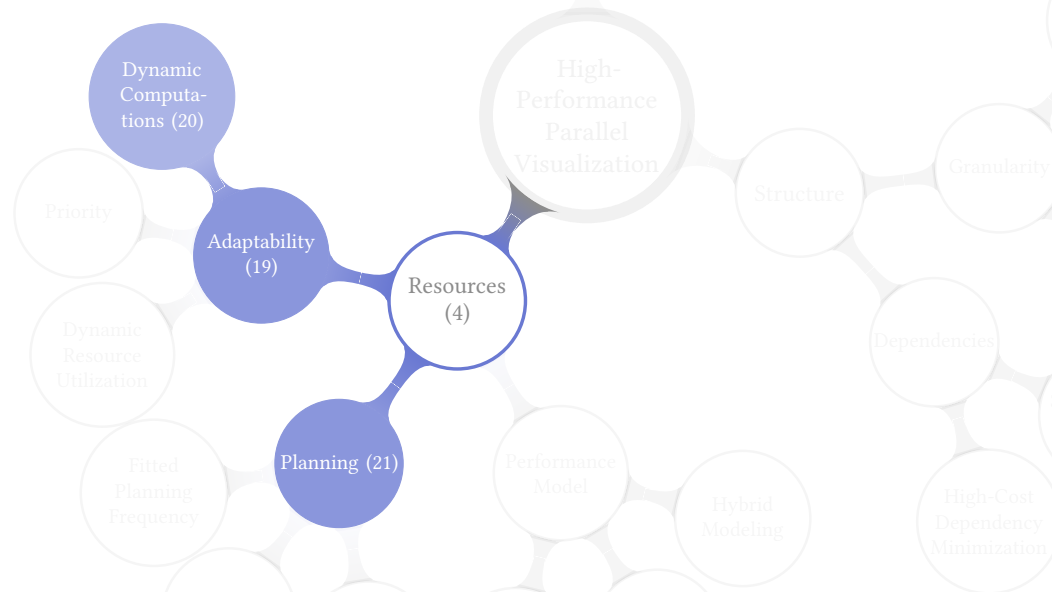 Dynamic
Computa-
tions (20)
High-
Performance
Parallel
Visualization
Priority
Adaptability
(19)
Structure
Granularity
Resources
(4)
Dynamic
Resource
Utilization
Dependencies
Planning (21)
Fitted
Planning
Frequency
Performance
Model
Hybrid
Modeling
High-Cost
Dependency
Minimization